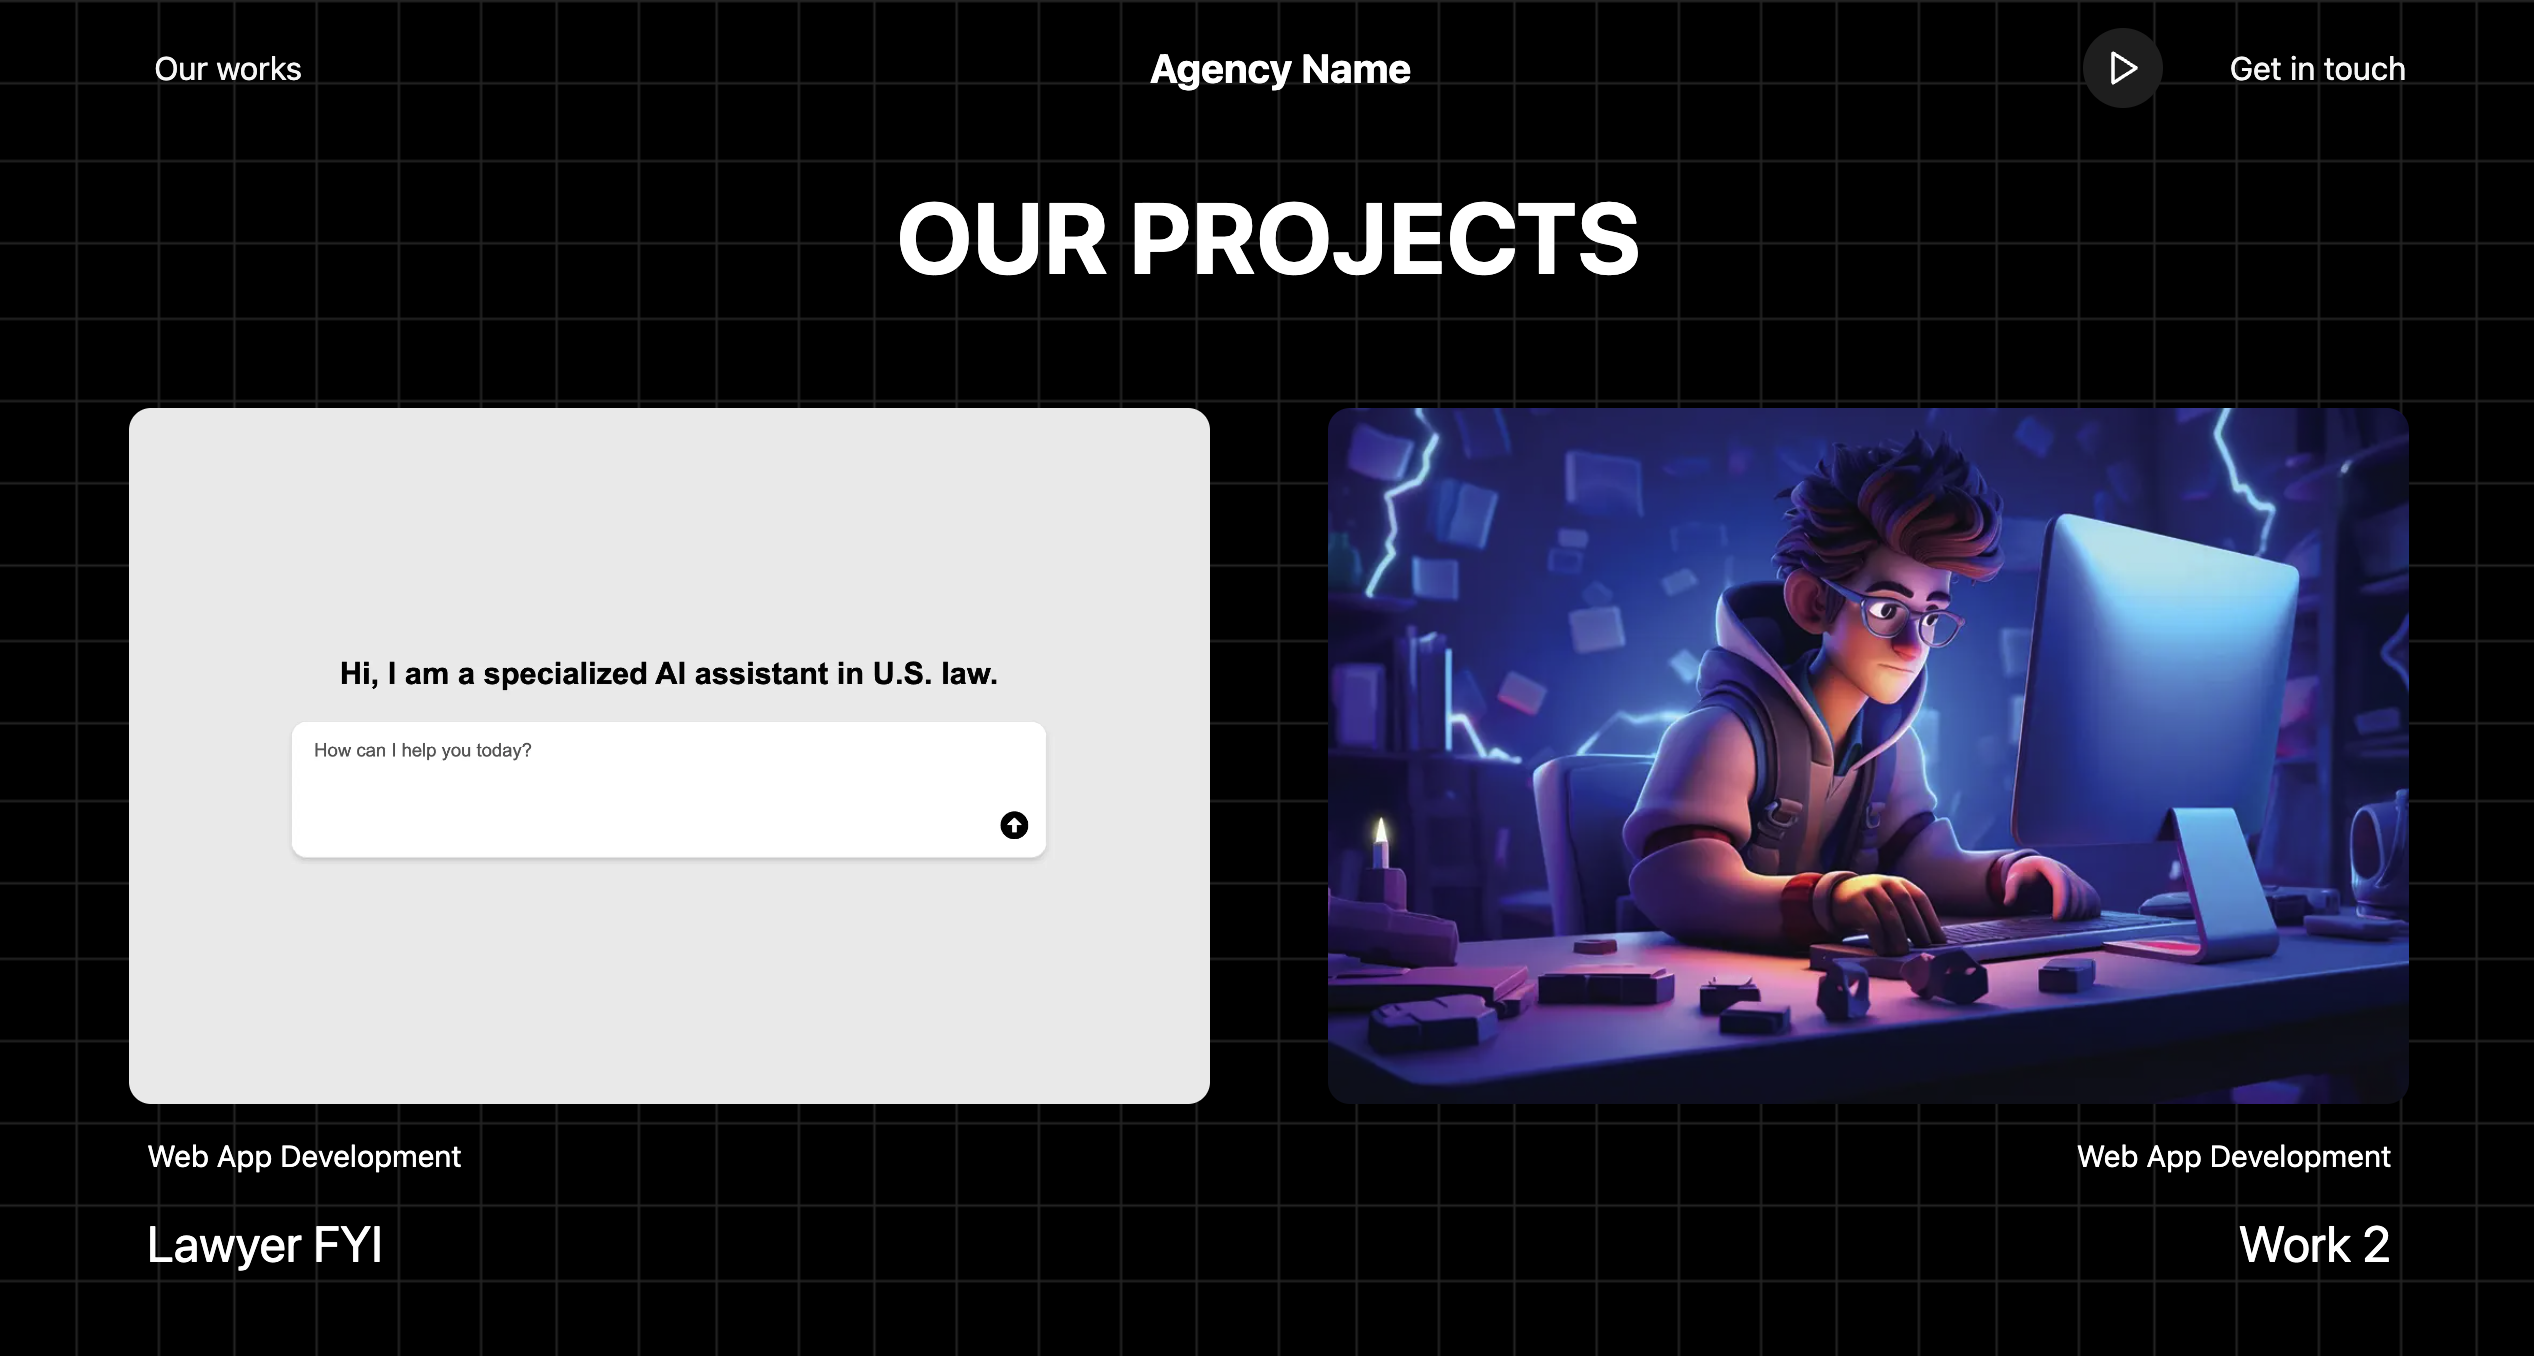 Our works
Agency Name
Get in touch
OUR PROJECTS
Hi, I am a specialized AI assistant in U.S. law.
How can I help you today?
Web App Development
Web App Development
Lawyer FYI
Work 2